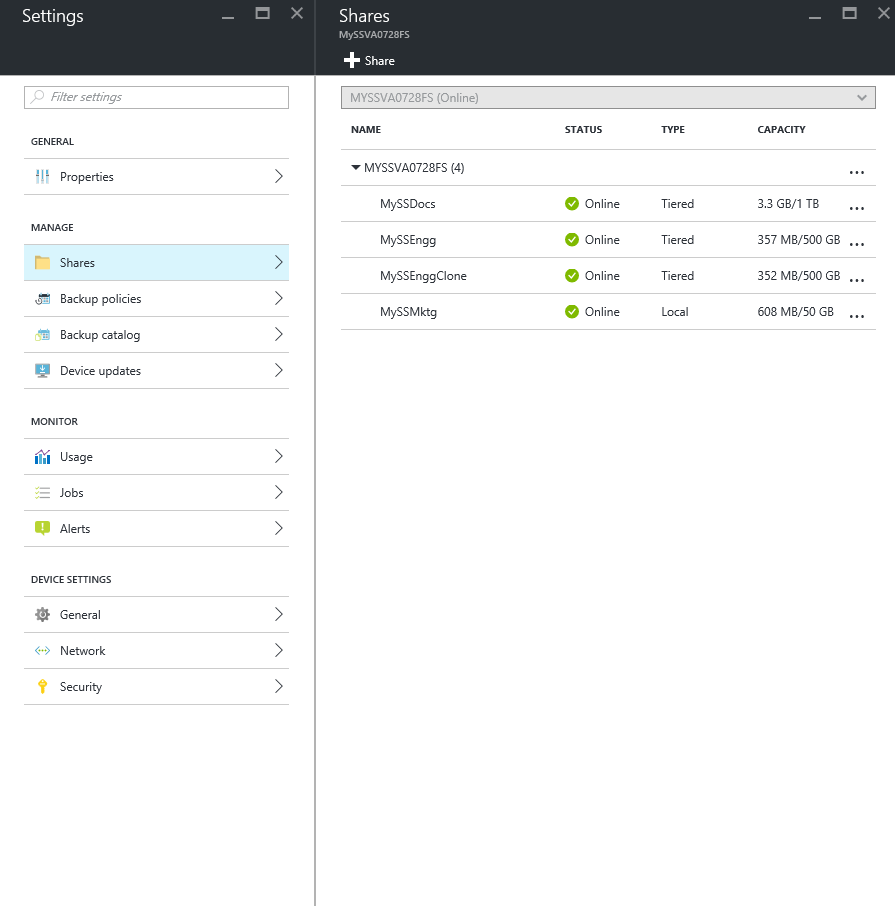 Settings
Filter settings
GENERAL
Properties
MANAGE
Shares
Backup policies
Backup catalog
Device updates
MONITOR
Usage
Jobs
Alerts
DEVICE SETTINGS
General
Network
Security
Shares
MySSVA0728FS
Share
MYSSVA0728FS (Online)
NAME STATUS TYPE CAPACITY
MYSSVA0728FS (4) ...
MySSDocs Online Tiered 3.3 GB/1 TB ...
MySSEngg Online Tiered 357 MB/500 GB ...
MySSEnggClone Online Tiered 352 MB/500 GB ...
MySSMktg Online Local 608 MB/50 GB ...